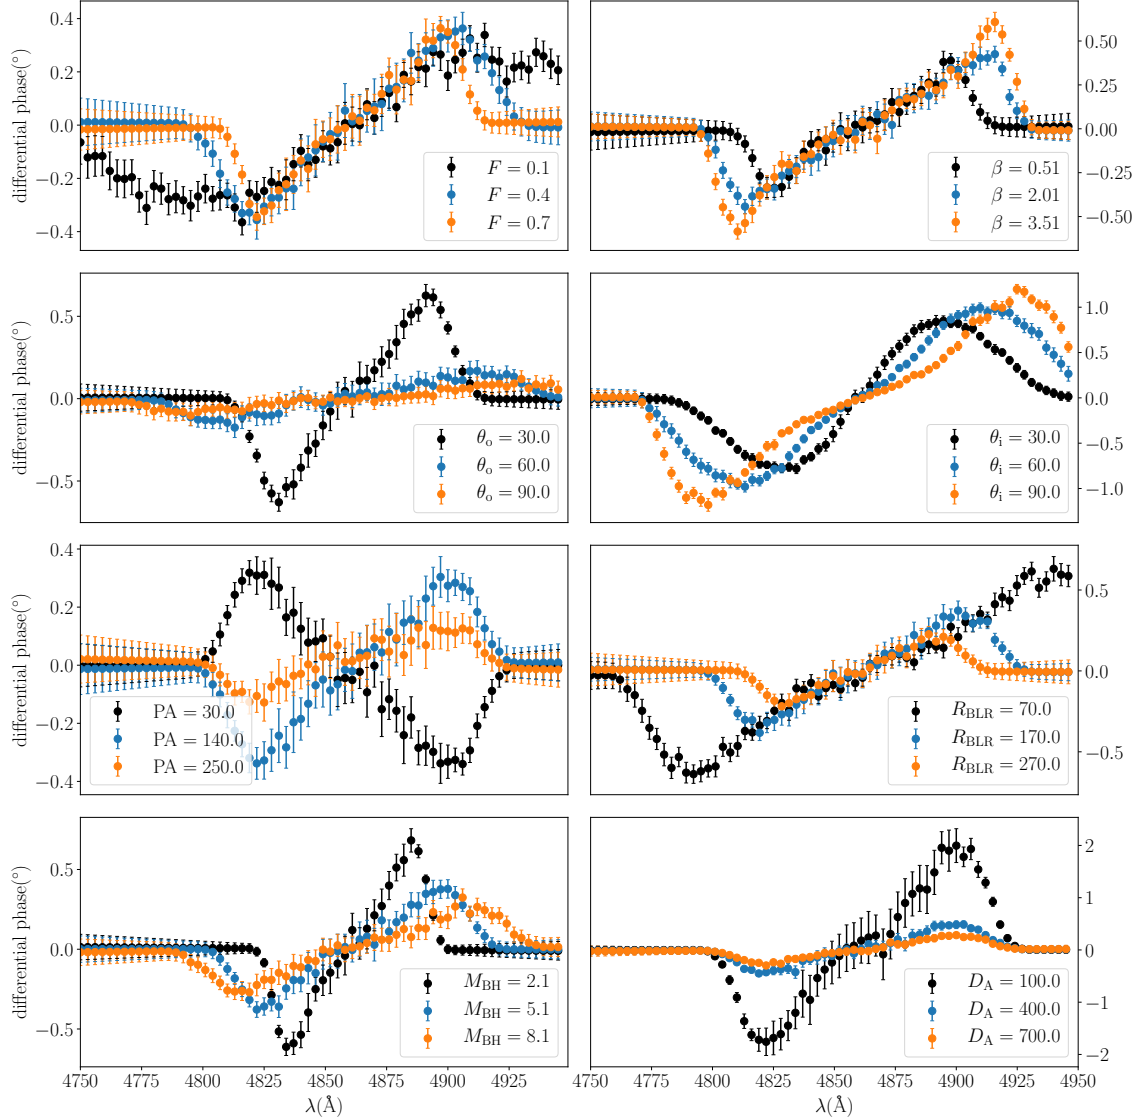 0.4
0.2
0.0
−0.2
−0.4
differential phase(°)
F = 0.1
F = 0.4
F = 0.7
0.50
0.25
0.00
−0.25
−0.50
β = 0.51
β = 2.01
β = 3.51
0.5
0.0
−0.5
differential phase(°)
θo = 30.0
θo = 60.0
θo = 90.0
1.0
0.5
0.0
−0.5
−1.0
θi = 30.0
θi = 60.0
θi = 90.0
0.4
0.2
0.0
−0.2
−0.4
differential phase(°)
PA = 30.0
PA = 140.0
PA = 250.0
0.5
0.0
−0.5
RBLR = 70.0
RBLR = 170.0
RBLR = 270.0
0.5
0.0
−0.5
differential phase(°)
MBH = 2.1
MBH = 5.1
MBH = 8.1
4750 4775 4800 4825 4850 4875 4900 4925
λ(Å)
2
1
0
−1
−2
DA = 100.0
DA = 400.0
DA = 700.0
4750 4775 4800 4825 4850 4875 4900 4925 4950
λ(Å)